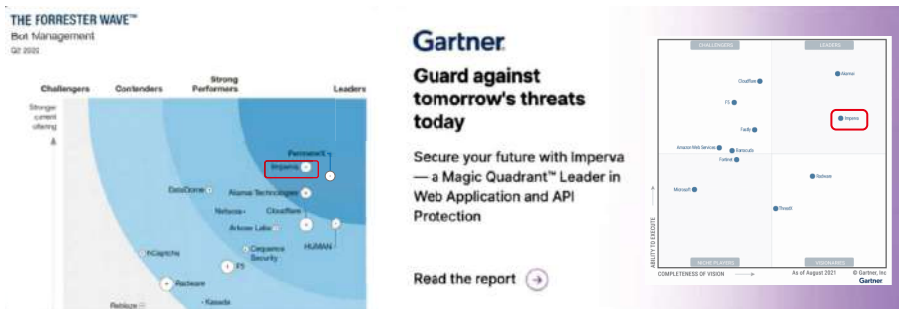 THE FORRESTER WAVE™
Bot Management
Q2 2022
Challengers
Contenders
Strong
Performers
Leaders
Stronger
current
offering
PerimeterX
Imperva
DataDome
Akamai Technologies
Netacea
Cloudflare
Arkose Labs
HUMAN
hCaptcha
Cequence
Security
F5
Radware
Reblaze
Kasada
Gartner
Guard against
tomorrow's threats
today
Secure your future with Imperva
— a Magic Quadrant™ Leader in
Web Application and API
Protection
Read the report
CHALLENGERS
LEADERS
Akamai
Cloudflare
F5
Imperva
Fastly
Amazon Web Services
Barracuda
Fortinet
Radware
Microsoft
ThreatX
ABILITY TO EXECUTE
NICHE PLAYERS
VISIONARIES
COMPLETENESS OF VISION
As of August 2021
© Gartner, Inc
Gartner